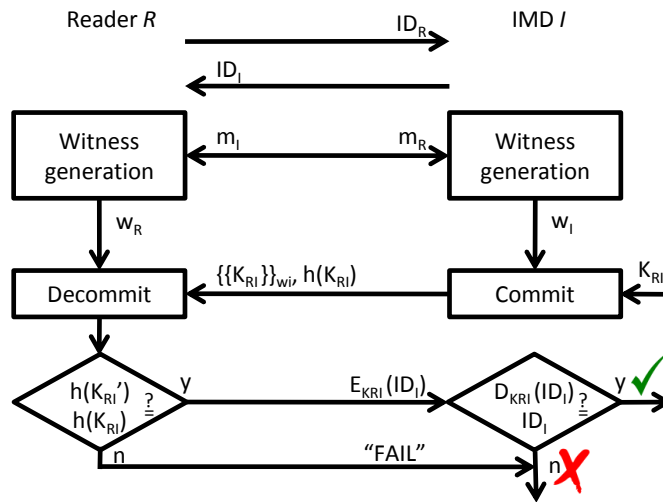 Reader R
ID_R
IMD I
ID_I
Witness
generation
m_I
m_R
Witness
generation
w_R
w_I
Decommit
{{K_RI}}_wi, h(K_RI)
Commit
K_RI
h(K_RI')
h(K_RI)
?
=
y
E_KRI(ID_I)
D_KRI(ID_I)
ID_I
?
=
y
n
"FAIL"
n